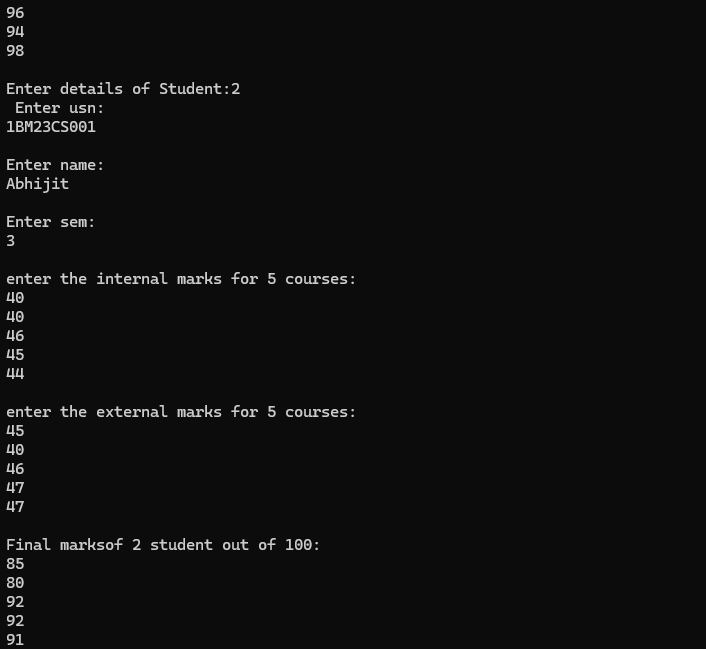 96
94
98
Enter details of Student:2
Enter usn:
1BM23CS001
Enter name:
Abhijit
Enter sem:
3
enter the internal marks for 5 courses:
40
40
46
45
44
enter the external marks for 5 courses:
45
40
46
47
47
Final marksof 2 student out of 100:
85
80
92
92
91